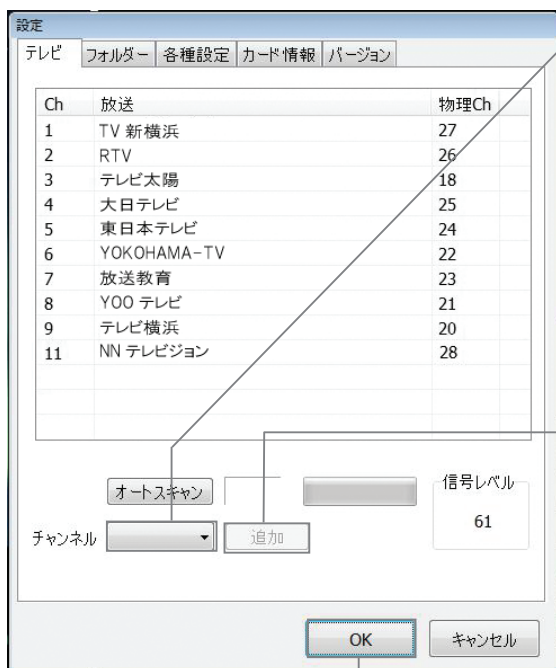 設定
テレビ フォルダー 各種設定 カード情報 バージョン
Ch 放送 物理Ch
1 TV 新横浜 27
2 RTV 26
3 テレビ太陽 18
4 大日テレビ 25
5 東日本テレビ 24
6 YOKOHAMA-TV 22
7 放送教育 23
8 YOO テレビ 21
9 テレビ横浜 20
11 NN テレビジョン 28
オートスキャン 信号レベル
61
チャンネル 追加
OK キャンセル